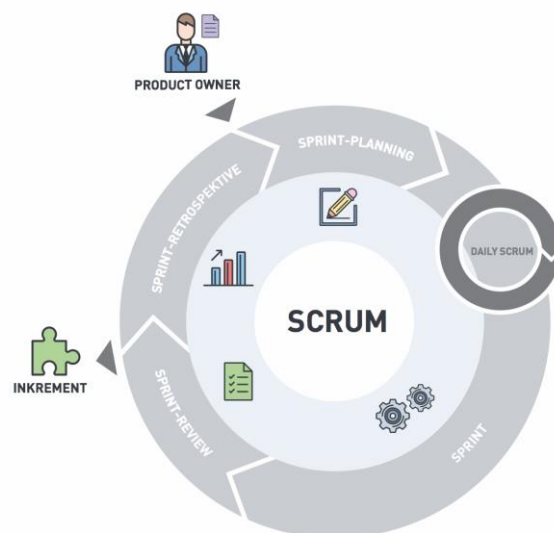 PRODUCT OWNER
SPRINT-PLANNING
SPRINT-RETROSPEKTIVE
DAILY SCRUM
SCRUM
INKREMENT
SPRINT-REVIEW
SPRINT